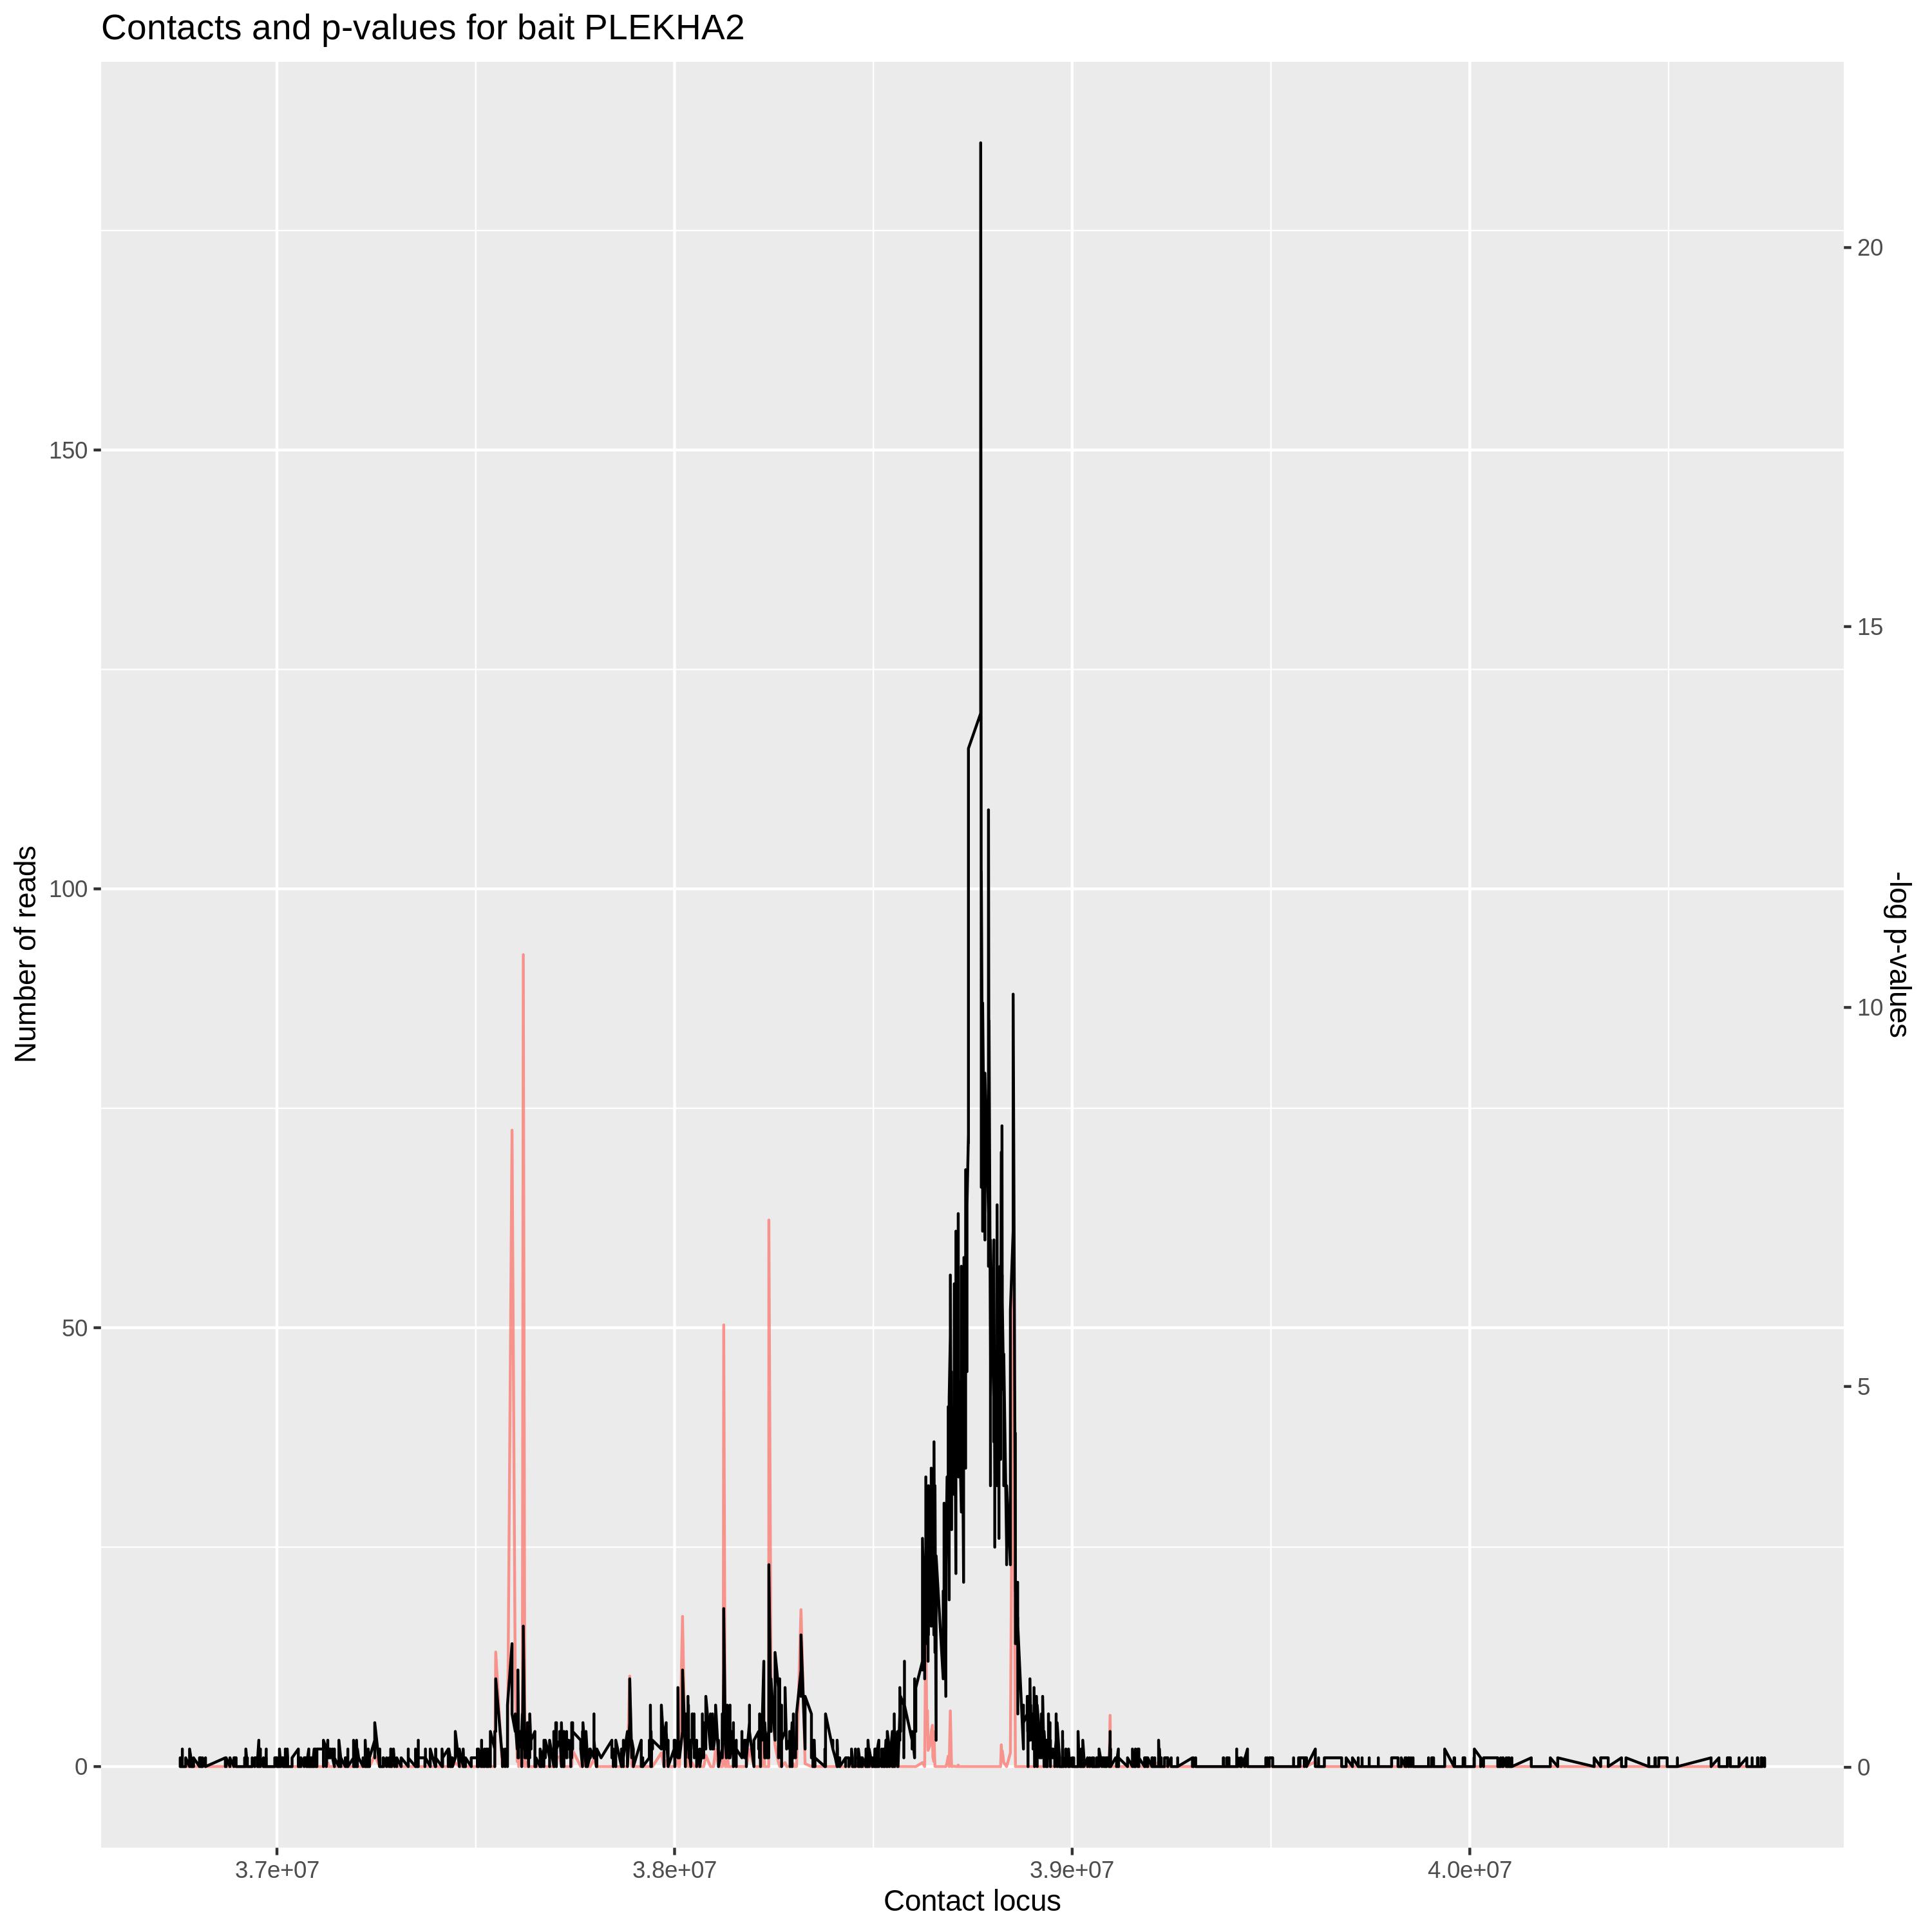 Contacts and p-values for bait PLEKHA2
Number of reads
150
100
50
0
20
15
10
5
0
-log p-values
3.7e+07 3.8e+07 3.9e+07 4.0e+07
Contact locus